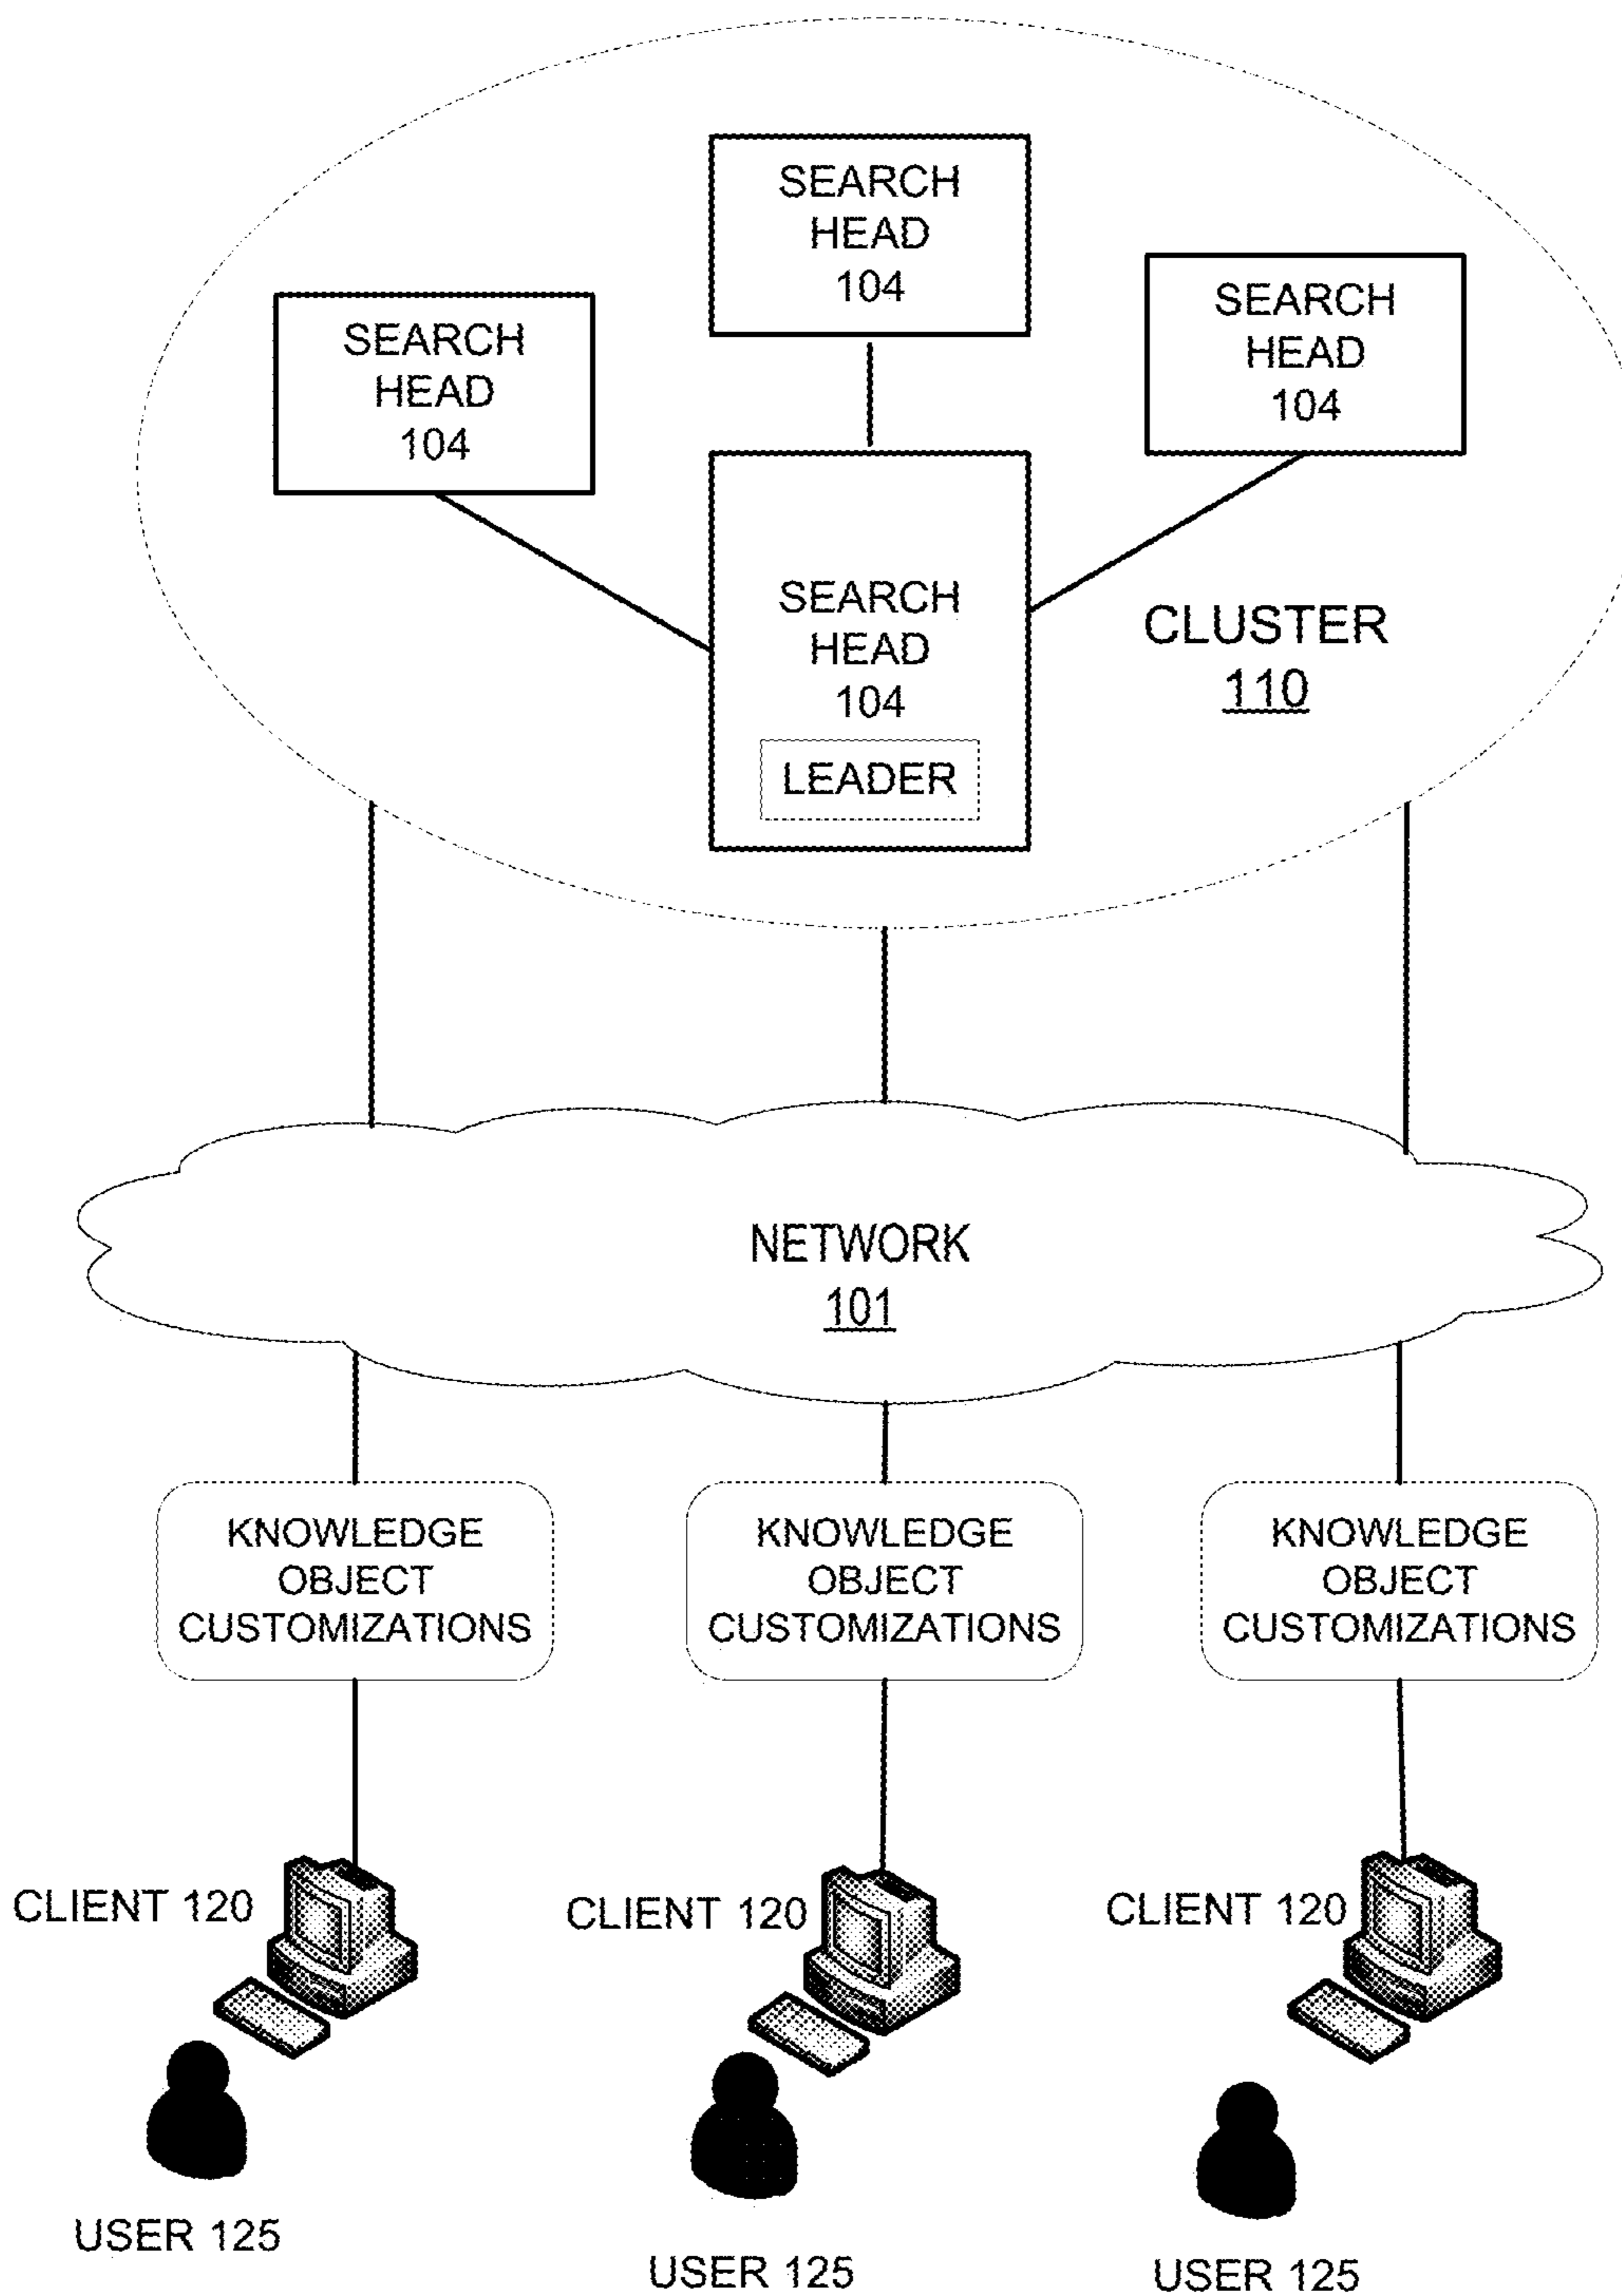 SEARCH
HEAD
104
SEARCH
HEAD
104
SEARCH
HEAD
104
SEARCH
HEAD
104
LEADER
CLUSTER
110
NETWORK
101
KNOWLEDGE
OBJECT
CUSTOMIZATIONS
KNOWLEDGE
OBJECT
CUSTOMIZATIONS
KNOWLEDGE
OBJECT
CUSTOMIZATIONS
CLIENT 120
CLIENT 120
CLIENT 120
USER 125
USER 125
USER 125